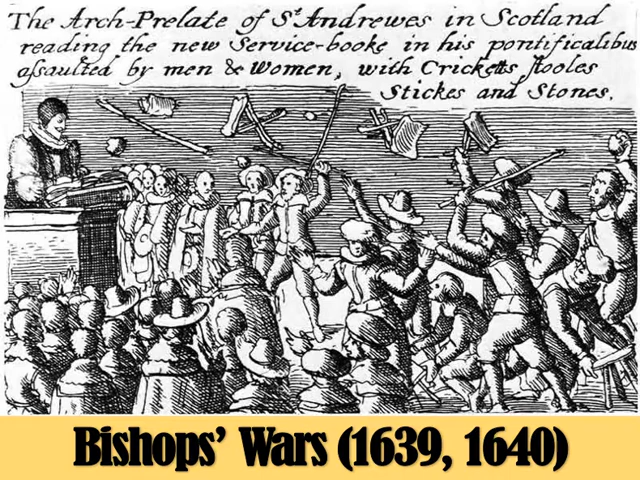 The Arch-Prelate of St Andrewes in Scotland
reading the new Service-booke in his pontificalibus
assaulted by men & Women, with Cricketts stooles
Stickes and Stones.
Bishops' Wars (1639, 1640)